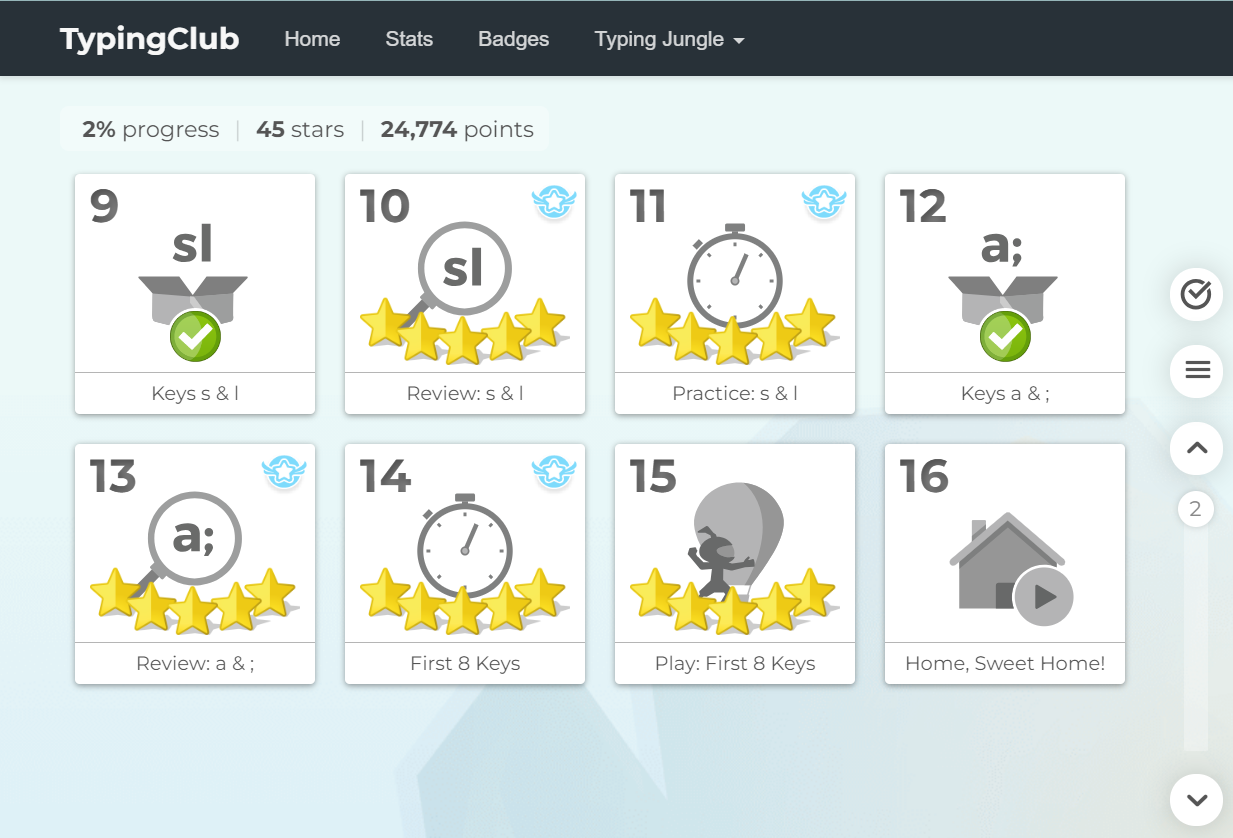 TypingClub Home Stats Badges Typing Jungle
2% progress 45 stars 24,774 points
9 10 11 12
sl sl a;
Keys s & l Review: s & l Practice: s & l Keys a & ;
13 14 15 16
a;
Review: a & ; First 8 Keys Play: First 8 Keys Home, Sweet Home!
2